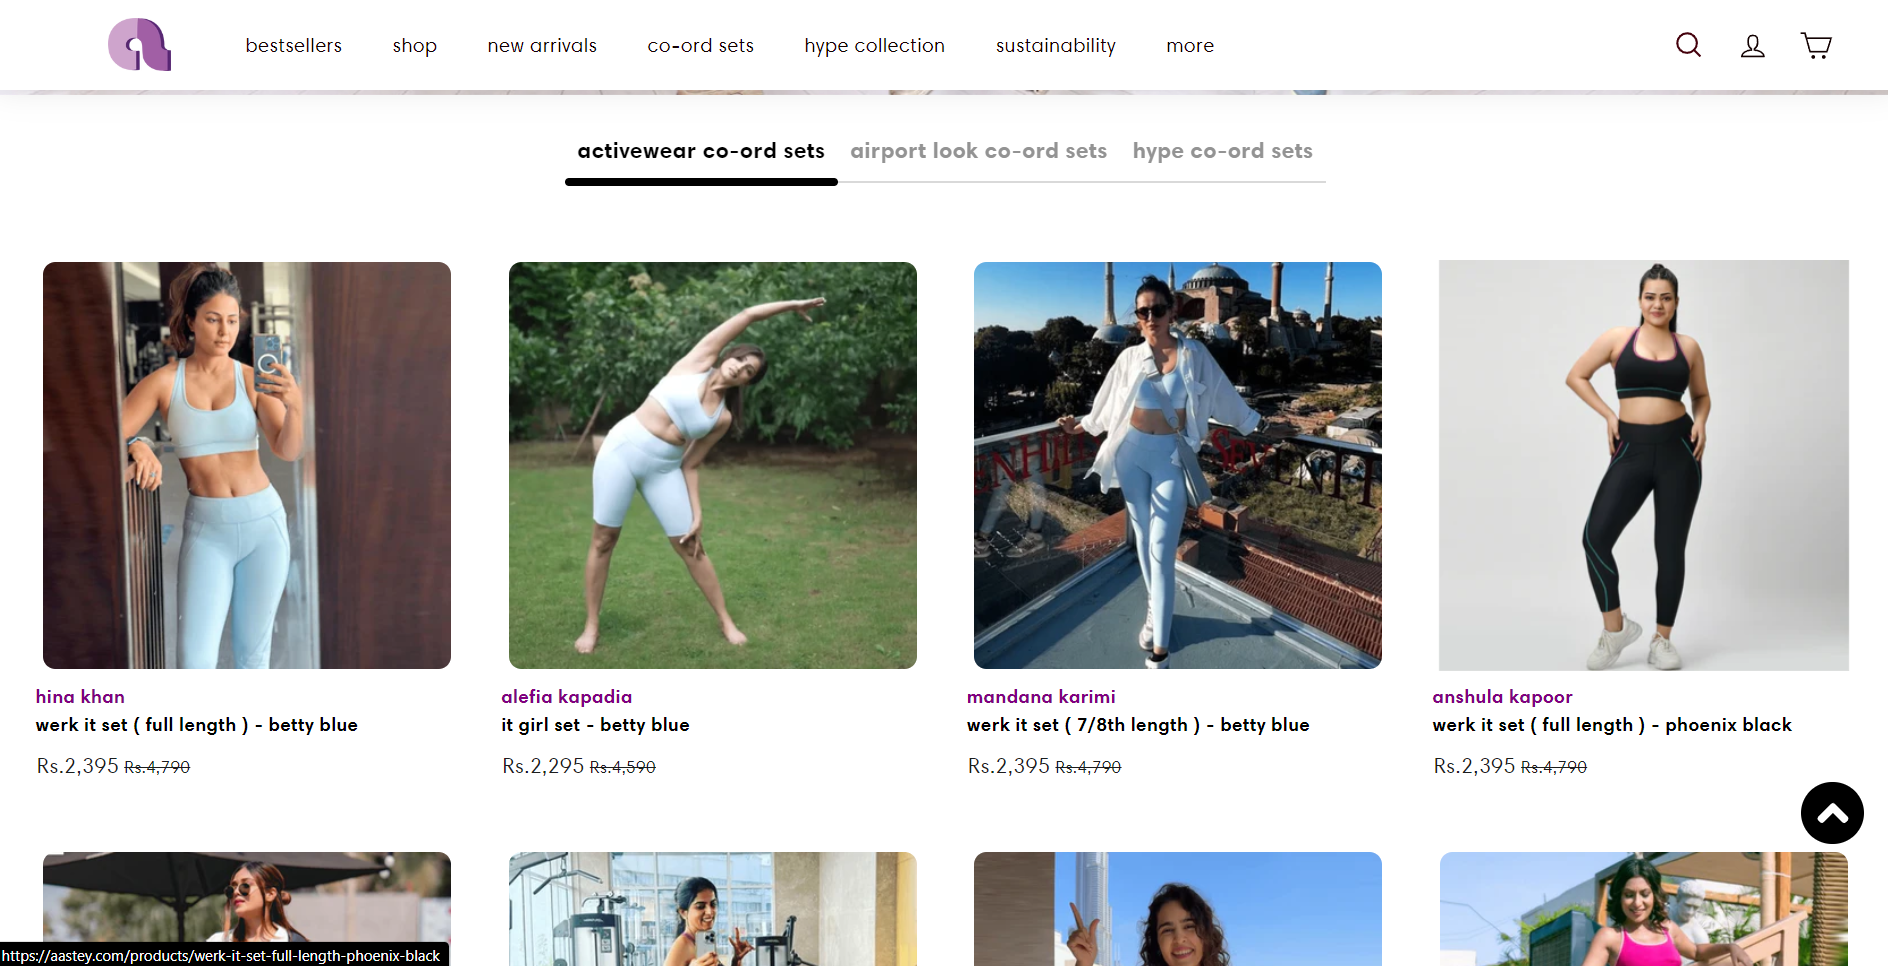 bestsellers shop new arrivals co-ord sets hype collection sustainability more
activewear co-ord sets airport look co-ord sets hype co-ord sets
hina khan
werk it set ( full length ) - betty blue
Rs.2,395 Rs.4,790
alefia kapadia
it girl set - betty blue
Rs.2,295 Rs.4,590
mandana karimi
werk it set ( 7/8th length ) - betty blue
Rs.2,395 Rs.4,790
anshula kapoor
werk it set ( full length ) - phoenix black
Rs.2,395 Rs.4,790
https://aastey.com/products/werk-it-set-full-length-phoenix-black